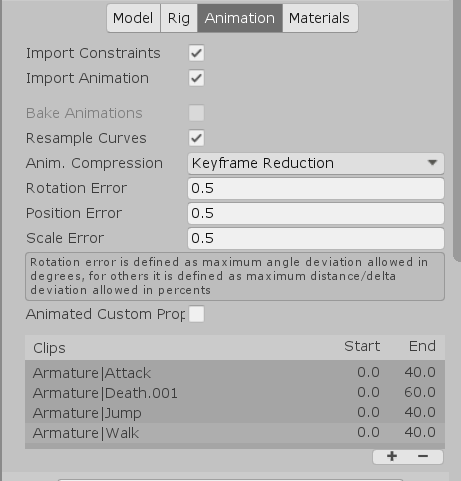 Model Rig Animation Materials
Import Constraints
Import Animation
Bake Animations
Resample Curves
Anim. Compression Keyframe Reduction
Rotation Error 0.5
Position Error 0.5
Scale Error 0.5
Rotation error is defined as maximum angle deviation allowed in
degrees, for others it is defined as maximum distance/delta
deviation allowed in percents
Animated Custom Prop
Clips Start End
Armature|Attack 0.0 40.0
Armature|Death.001 0.0 60.0
Armature|Jump 0.0 40.0
Armature|Walk 0.0 40.0
+ −